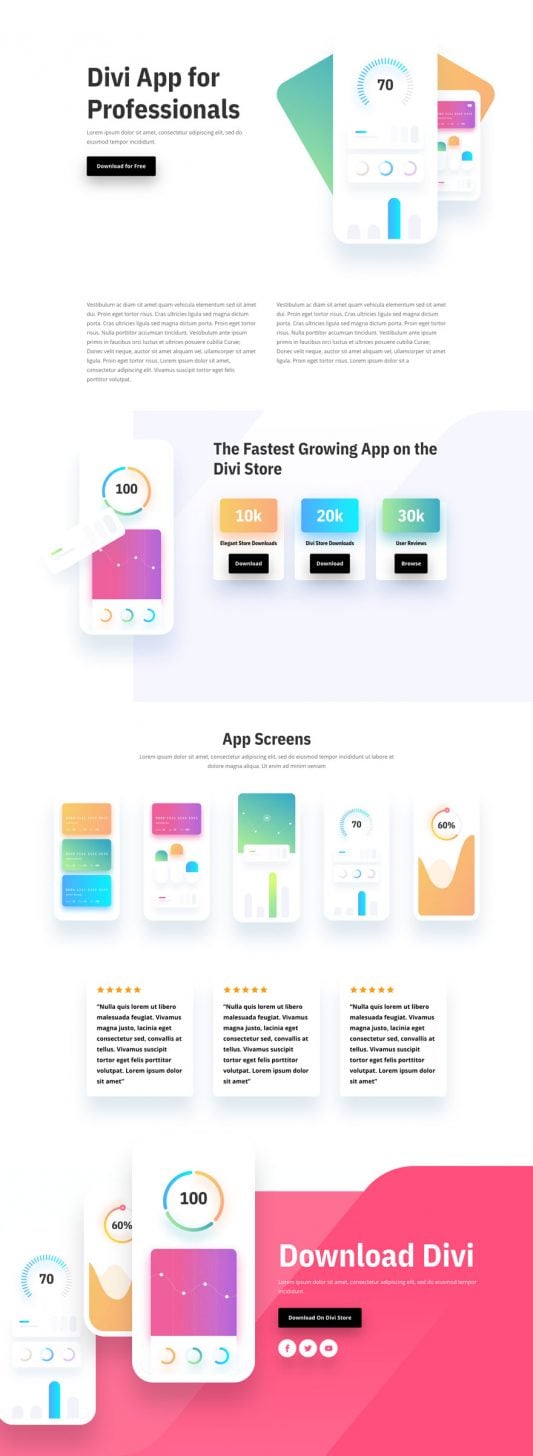 Divi App for
Professionals
Lorem ipsum dolor sit amet, consectetur adipiscing elit, sed do
eiusmod tempor incididunt.
Download for Free
70
Vestibulum ac diam sit amet quam vehicula elementum sed sit amet
dui. Proin eget tortor risus. Cras ultricies ligula sed magna dictum
porta. Cras ultricies ligula sed magna dictum porta. Proin eget tortor
risus. Nulla porttitor accumsan tincidunt. Vestibulum ante ipsum
primis in faucibus orci luctus et ultrices posuere cubilia Curae;
Donec velit neque, auctor sit amet aliquam vel, ullamcorper sit amet
ligula. Proin eget tortor risus. Lorem ipsum dolor sit amet,
consectetur adipiscing elit. Vivamus suscipit tortor eget felis
porttitor volutpat.
Vestibulum ac diam sit amet quam vehicula elementum sed sit amet
dui. Proin eget tortor risus. Cras ultricies ligula sed magna dictum
porta. Cras ultricies ligula sed magna dictum porta. Proin eget tortor
risus. Nulla porttitor accumsan tincidunt. Vestibulum ante ipsum
primis in faucibus orci luctus et ultrices posuere cubilia Curae;
Donec velit neque, auctor sit amet aliquam vel, ullamcorper sit amet
ligula. Proin eget tortor risus. Lorem ipsum dolor sit a
100
The Fastest Growing App on the
Divi Store
10k
Elegant Store Downloads
Download
20k
Divi Store Downloads
Download
30k
User Reviews
Browse
App Screens
Lorem ipsum dolor sit amet, consectetur adipiscing elit, sed do eiusmod tempor incididunt ut labore et
dolore magna aliqua. Ut enim ad minim veniam
70
60%
"Nulla quis lorem ut libero
malesuada feugiat. Vivamus
magna justo, lacinia eget
consectetur sed, convallis at
tellus. Vivamus suscipit
tortor eget felis porttitor
volutpat. Lorem ipsum dolor
sit amet"
"Nulla quis lorem ut libero
malesuada feugiat. Vivamus
magna justo, lacinia eget
consectetur sed, convallis at
tellus. Vivamus suscipit
tortor eget felis porttitor
volutpat. Lorem ipsum dolor
sit amet"
"Nulla quis lorem ut libero
malesuada feugiat. Vivamus
magna justo, lacinia eget
consectetur sed, convallis at
tellus. Vivamus suscipit
tortor eget felis porttitor
volutpat. Lorem ipsum dolor
sit amet"
100
60%
70
Download Divi
Lorem ipsum dolor sit amet, consectetur adipiscing elit, sed do eiusmod tempor
incididunt.
Download On Divi Store